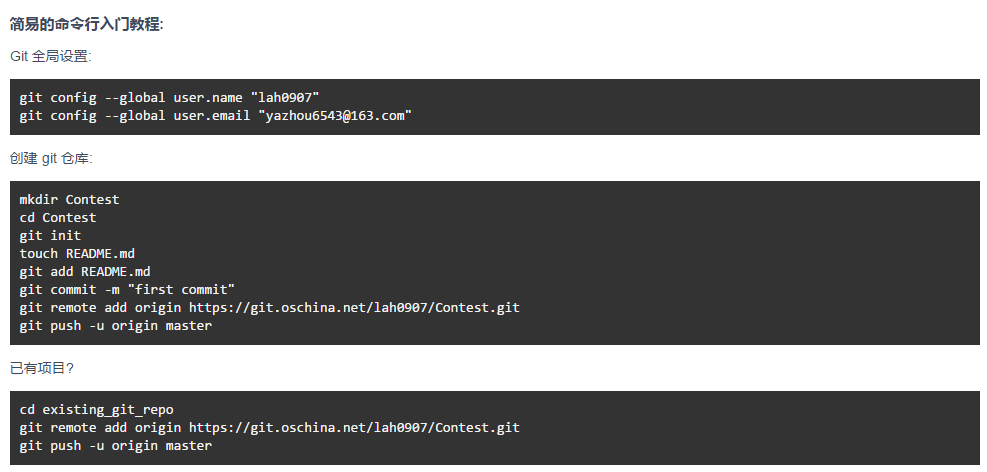 简易的命令行入门教程:
Git 全局设置:
git config --global user.name "lah0907"
git config --global user.email "yazhou6543@163.com"
创建 git 仓库:
mkdir Contest
cd Contest
git init
touch README.md
git add README.md
git commit -m "first commit"
git remote add origin https://git.oschina.net/lah0907/Contest.git
git push -u origin master
已有项目?
cd existing_git_repo
git remote add origin https://git.oschina.net/lah0907/Contest.git
git push -u origin master